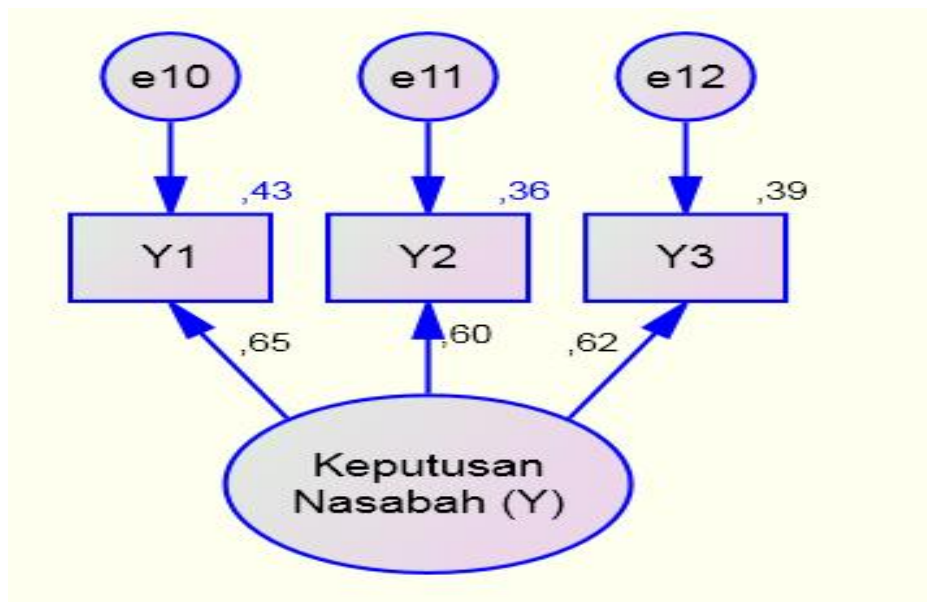 e10 e11 e12
,43 ,36 ,39
Y1 Y2 Y3
,65 ,60 ,62
Keputusan
Nasabah (Y)